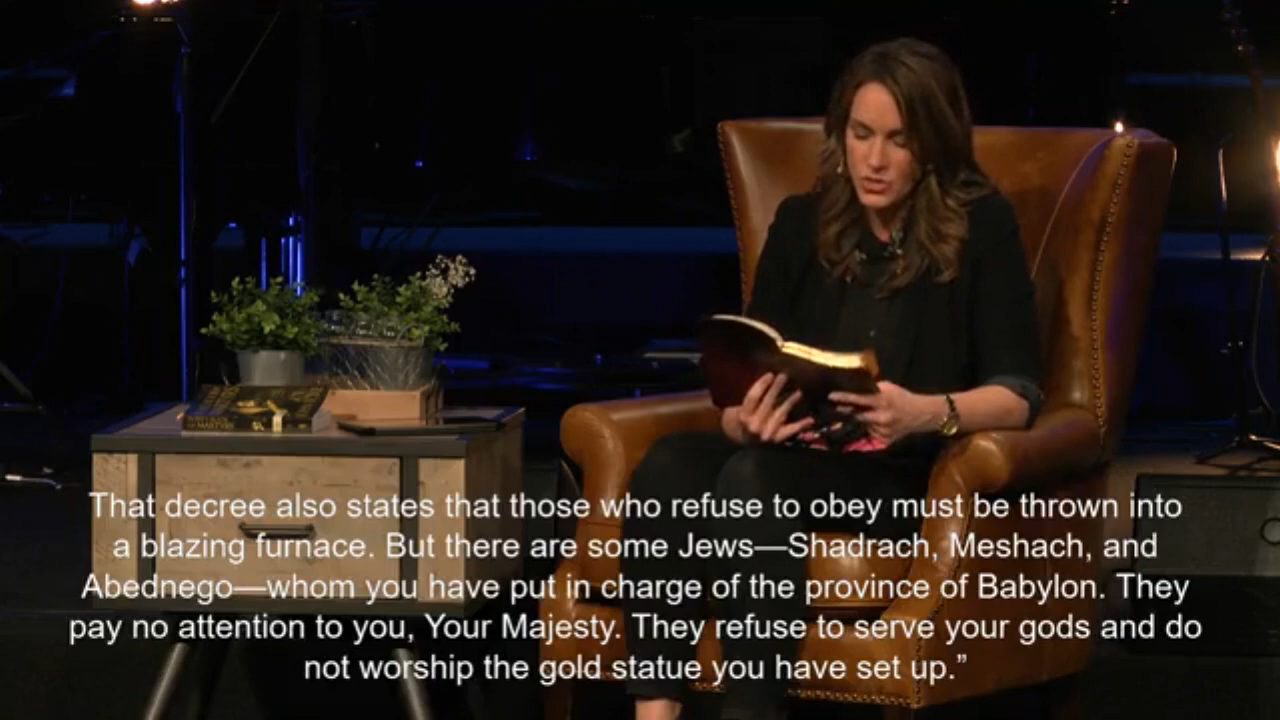 OF MARTYRS
That decree also states that those who refuse to obey must be thrown into
a blazing furnace. But there are some Jews—Shadrach, Meshach, and
Abednego—whom you have put in charge of the province of Babylon. They
pay no attention to you, Your Majesty. They refuse to serve your gods and do
not worship the gold statue you have set up.”